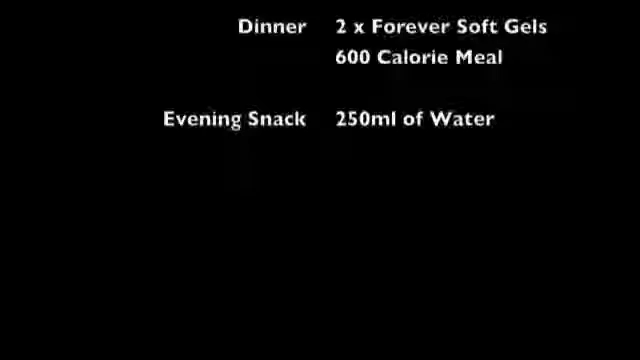 Dinner 2 x Forever Soft Gels
600 Calorie Meal
Evening Snack 250ml of Water